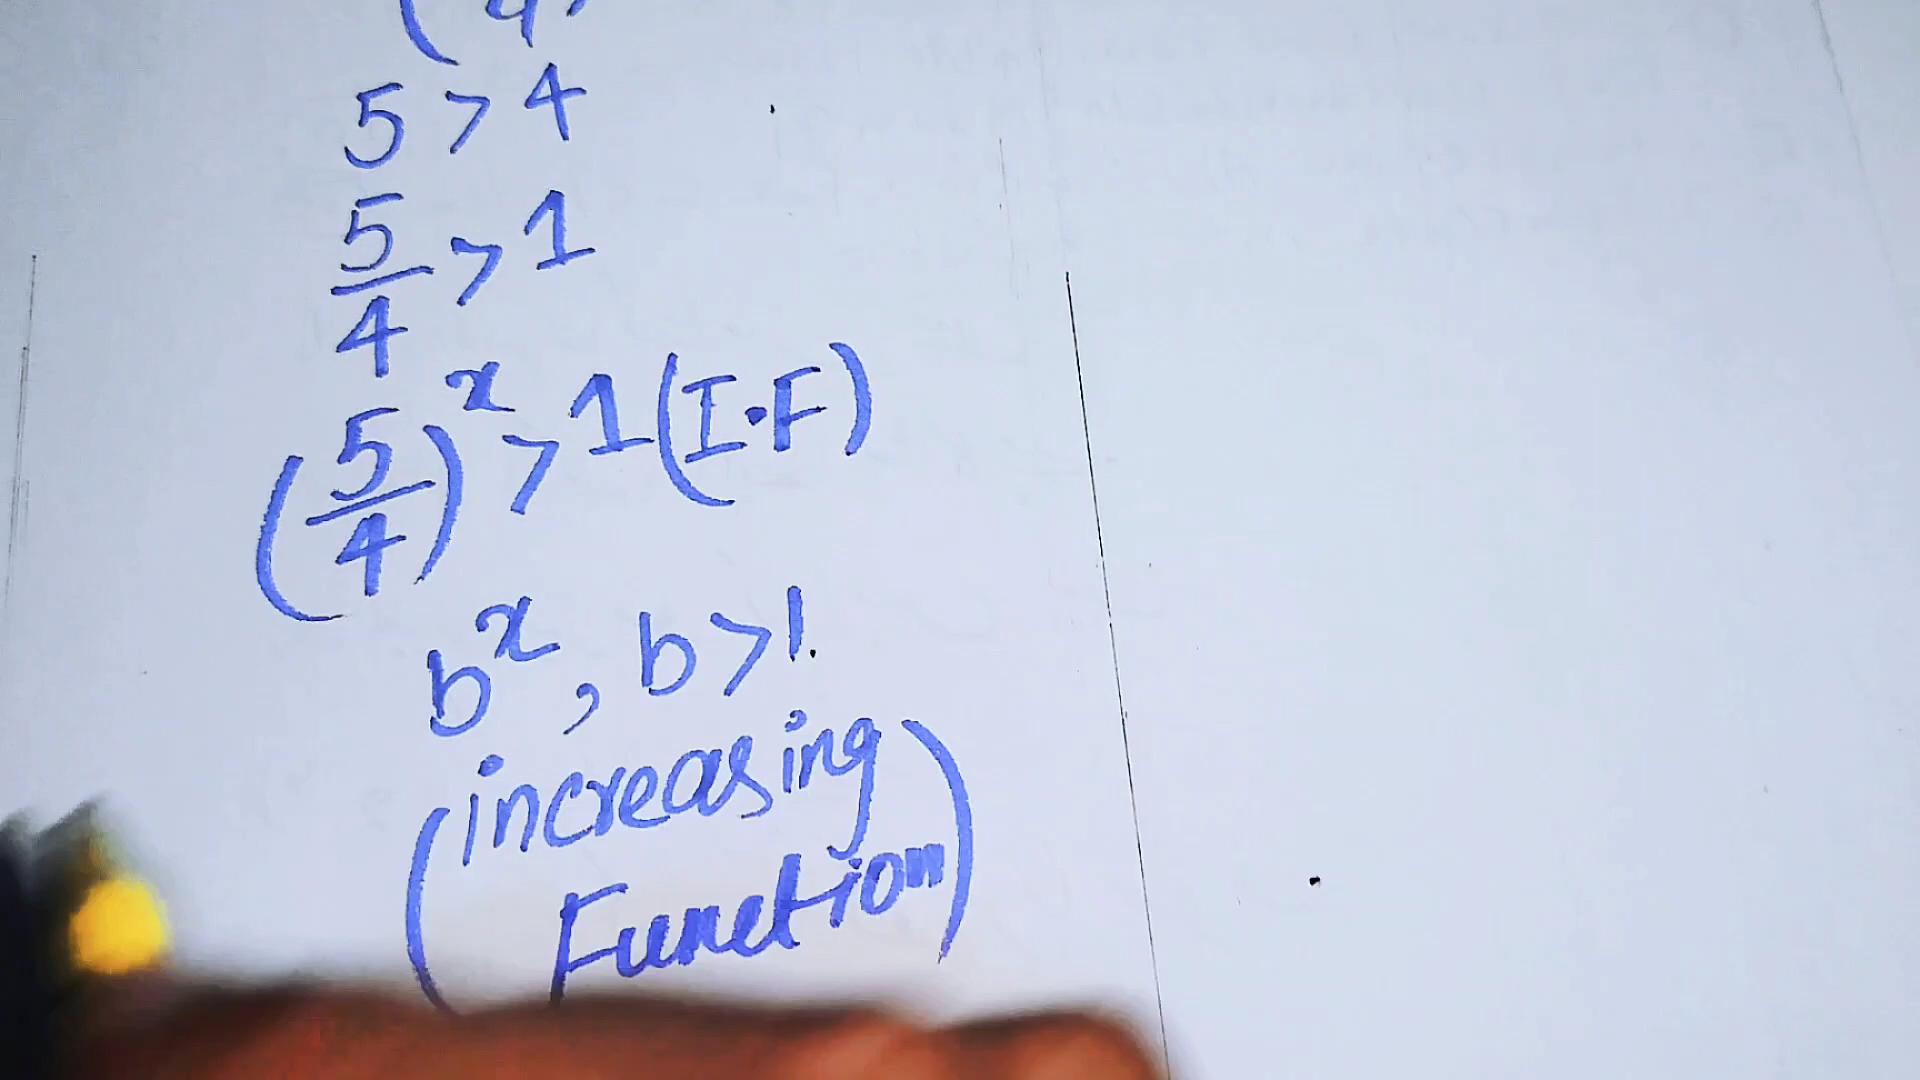 5 > 4
5/4 > 1
(5/4)^x > 1 (I.F)
b^x, b > 1
(increasing
Function)